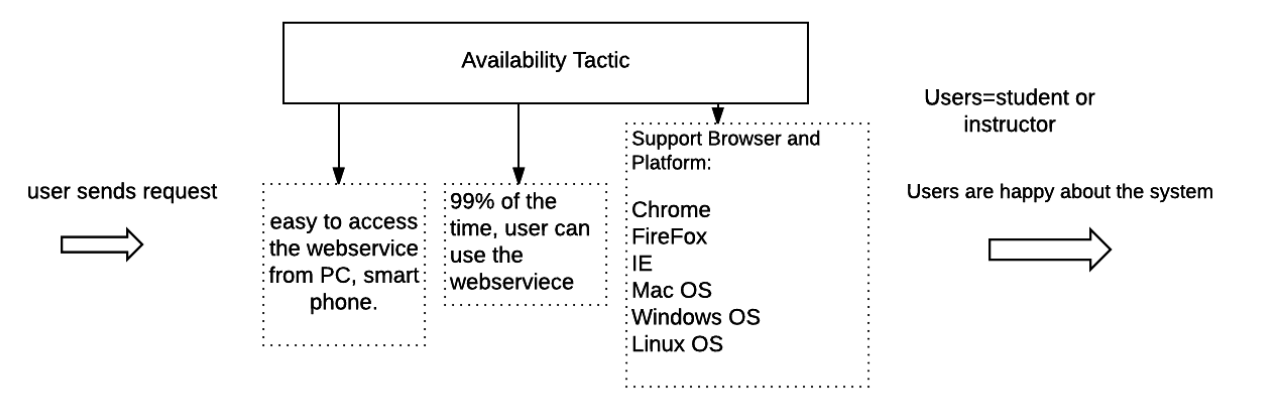 Availability Tactic
Users=student or
instructor
user sends request
easy to access
the webservice
from PC, smart
phone.
99% of the
time, user can
use the
webserviece
Support Browser and
Platform:
Chrome
FireFox
IE
Mac OS
Windows OS
Linux OS
Users are happy about the system